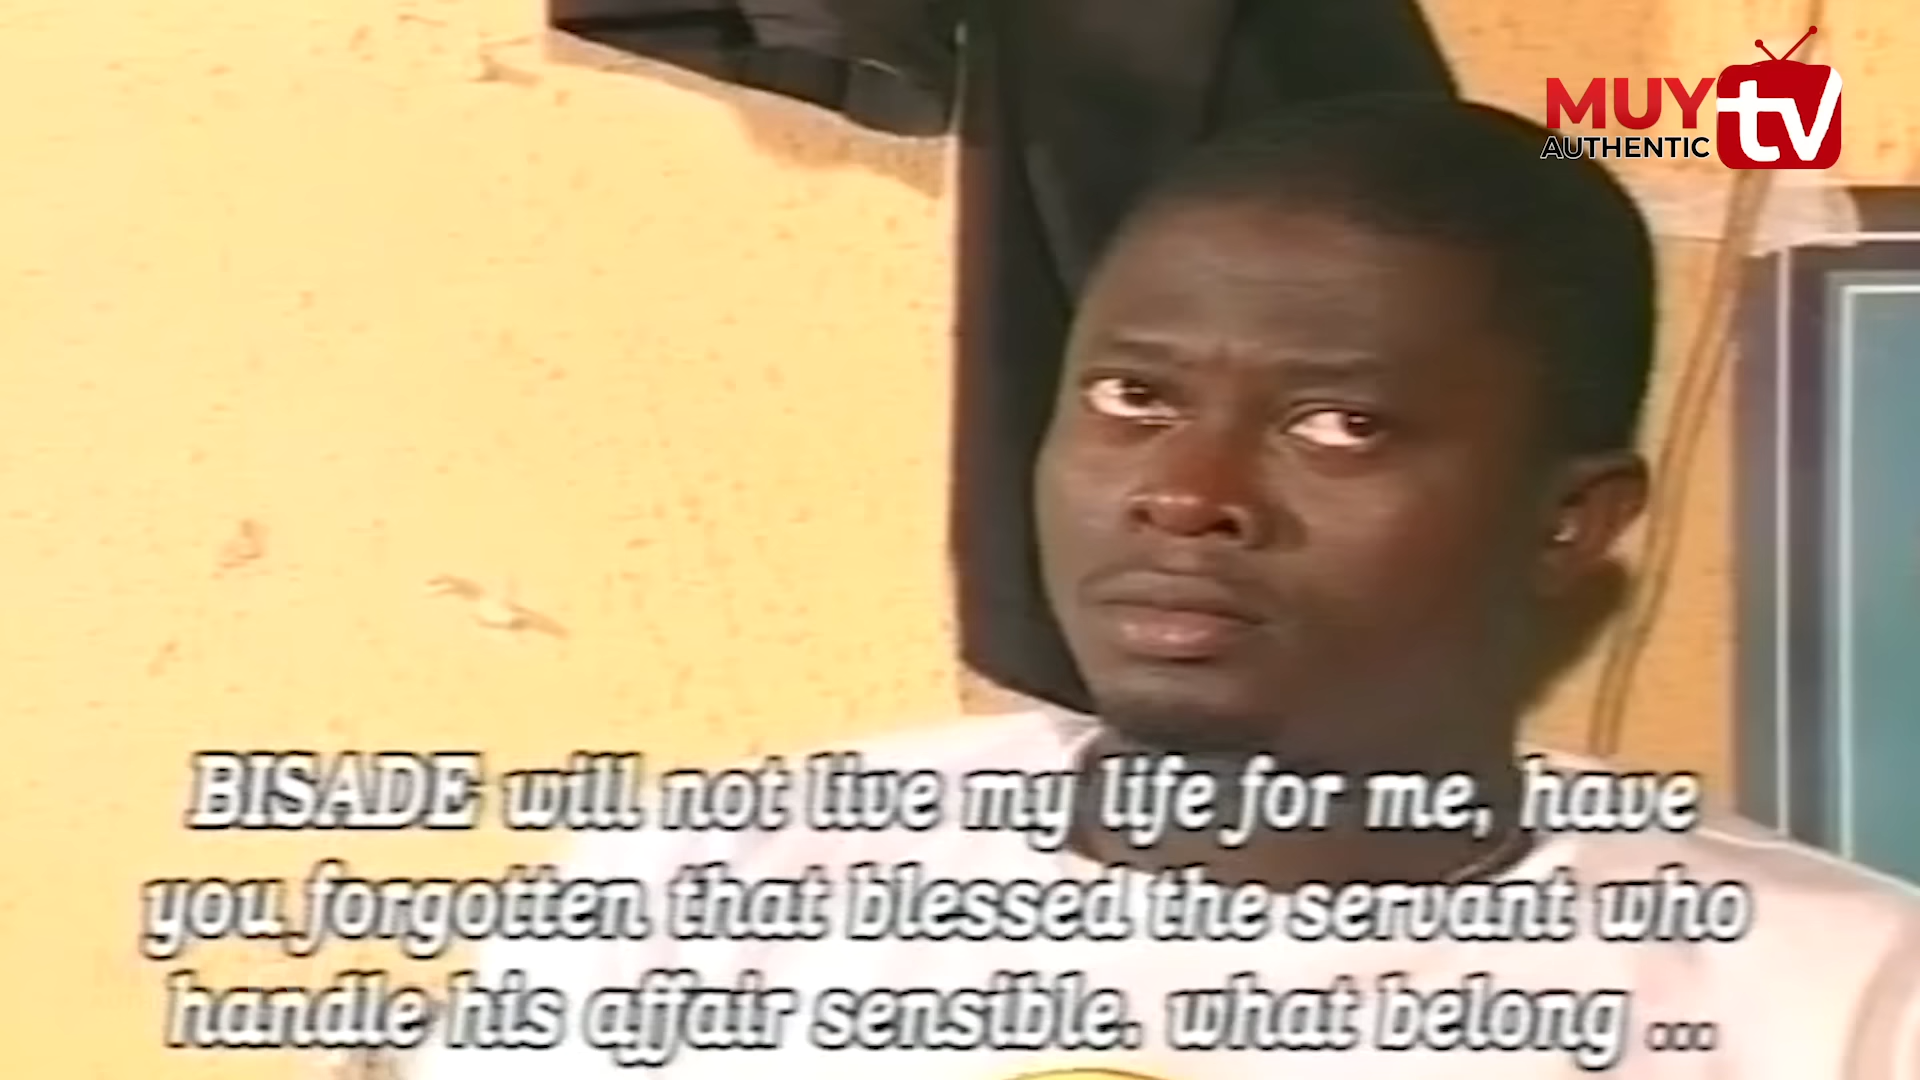 MUY tv
AUTHENTIC
BISADE will not live my life for me, have
you forgotten that blessed the servant who
handle his affair sensible. what belong ...